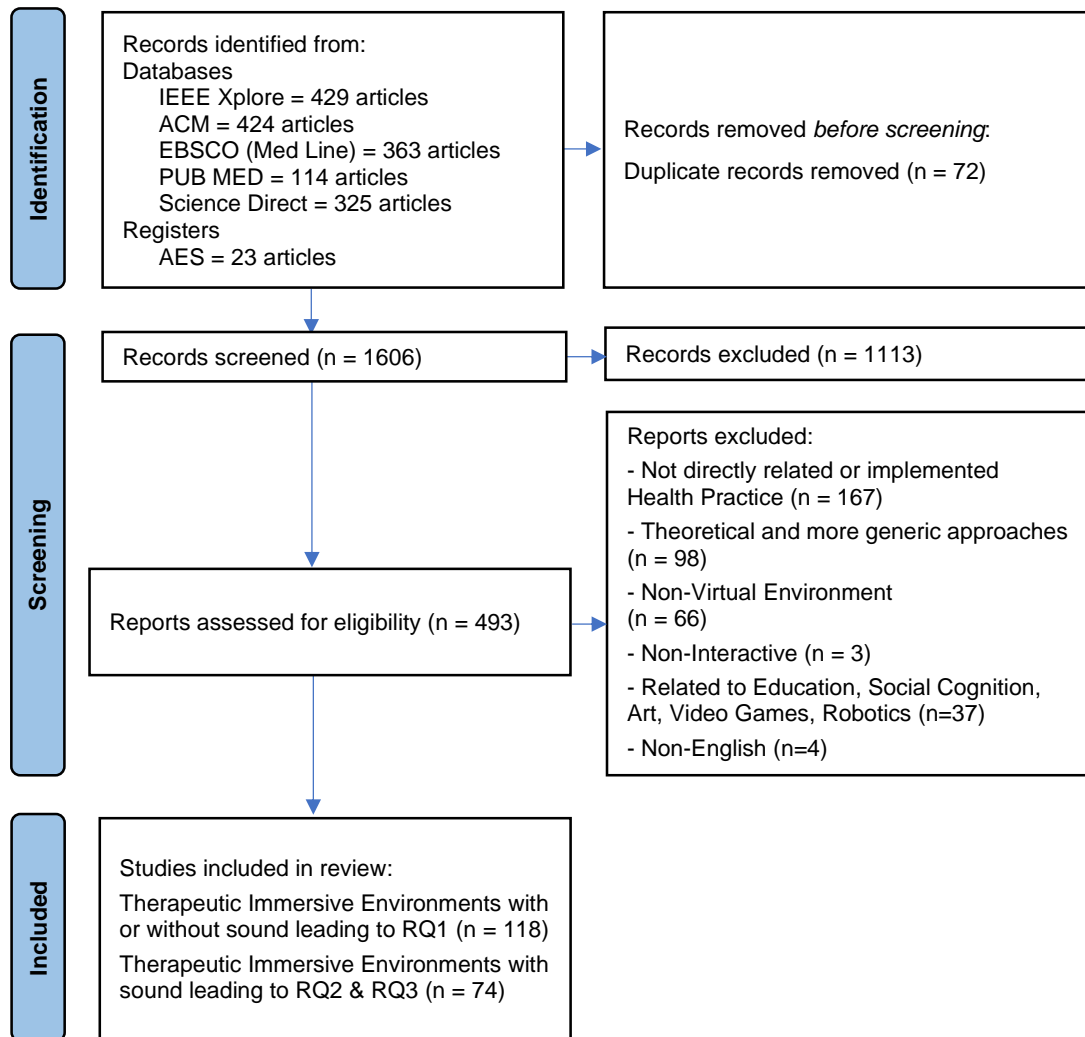 Identification
Records identified from:
Databases
IEEE Xplore = 429 articles
ACM = 424 articles
EBSCO (Med Line) = 363 articles
PUB MED = 114 articles
Science Direct = 325 articles
Registers
AES = 23 articles
Records removed before screening:
Duplicate records removed (n = 72)
Screening
Records screened (n = 1606)
Records excluded (n = 1113)
Reports assessed for eligibility (n = 493)
Reports excluded:
- Not directly related or implemented
Health Practice (n = 167)
- Theoretical and more generic approaches
(n = 98)
- Non-Virtual Environment
(n = 66)
- Non-Interactive (n = 3)
- Related to Education, Social Cognition,
Art, Video Games, Robotics (n=37)
- Non-English (n=4)
Included
Studies included in review:
Therapeutic Immersive Environments with
or without sound leading to RQ1 (n = 118)
Therapeutic Immersive Environments with
sound leading to RQ2 & RQ3 (n = 74)